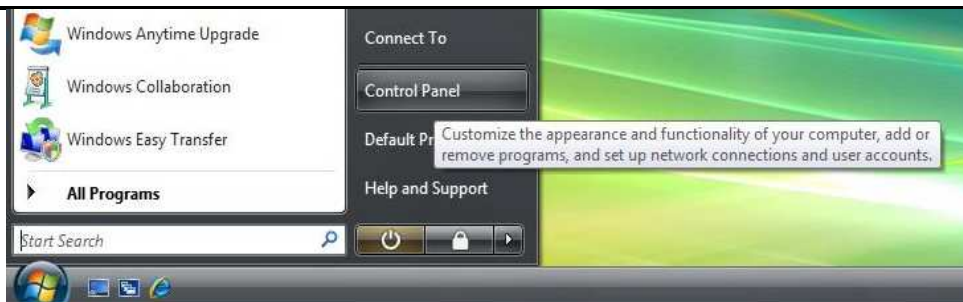 Windows Anytime Upgrade
Windows Collaboration
Windows Easy Transfer
All Programs
Start Search
Connect To
Control Panel
Default Pr
Help and Support
Customize the appearance and functionality of your computer, add or
remove programs, and set up network connections and user accounts.